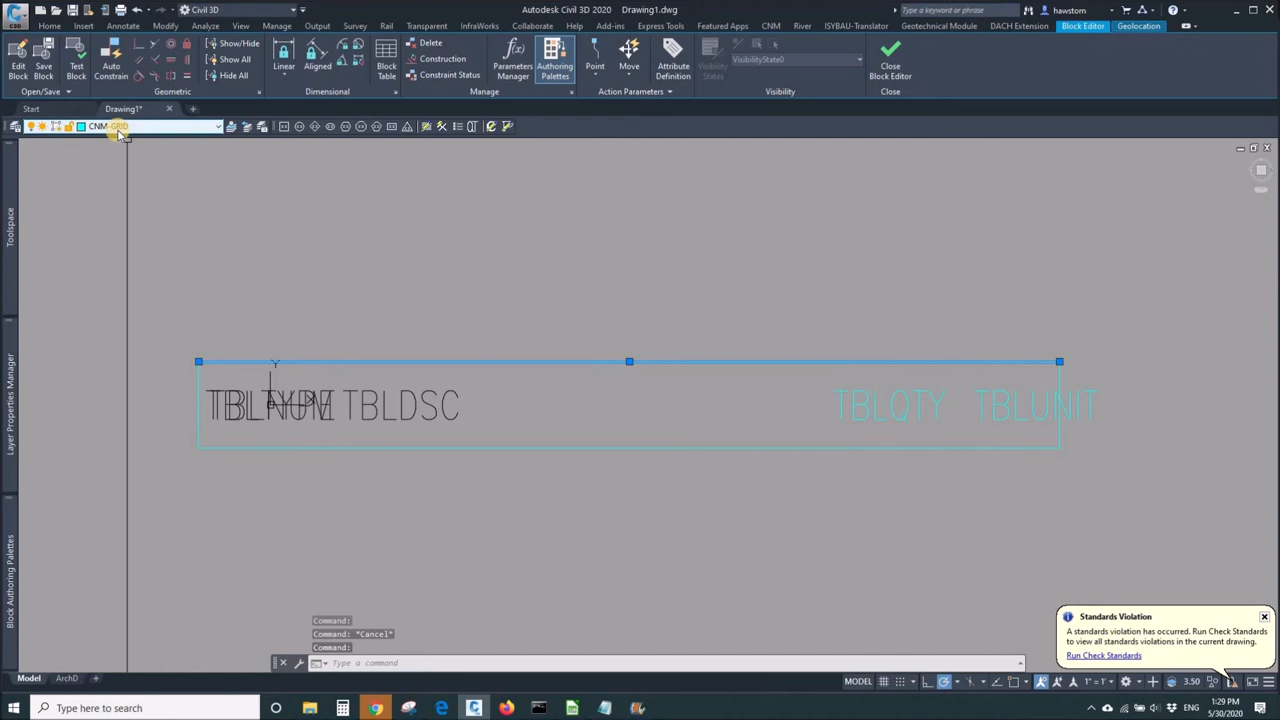 C3D
Civil 3D
Autodesk Civil 3D 2020 Drawing1.dwg
Type a keyword or phrase
hawstom
Home Insert Annotate Modify Analyze View Manage Output Survey Rail Transparent InfraWorks Collaborate Help Add-ins Express Tools Featured Apps CNM River ISYBAU-Translator Geotechnical Module DACH Extension Block Editor Geolocation
Edit Block
Save Block
Test Block
Auto Constrain
Show/Hide
Show All
Hide All
Linear
Aligned
Block Table
Delete
Construction
Constraint Status
Parameters Manager
Authoring Palettes
Point
Move
Attribute Definition
Visibility States
VisibilityState0
Close Block Editor
Open/Save Geometric Dimensional Manage Action Parameters Visibility Close
Start Drawing1*
CNM-GRID
Toolspace
Layer Properties Manager
Block Authoring Palettes
Y
TBLDSC TBLQTY TBLUNIT
Command:
Command: *Cancel*
Command:
Type a command
Standards Violation
A standards violation has occurred. Run Check Standards
to view all standards violations in the current drawing.
Run Check Standards
Model ArchD
MODEL 1" = 1' 3.50
Type here to search
ENG
1:29 PM
5/30/2020